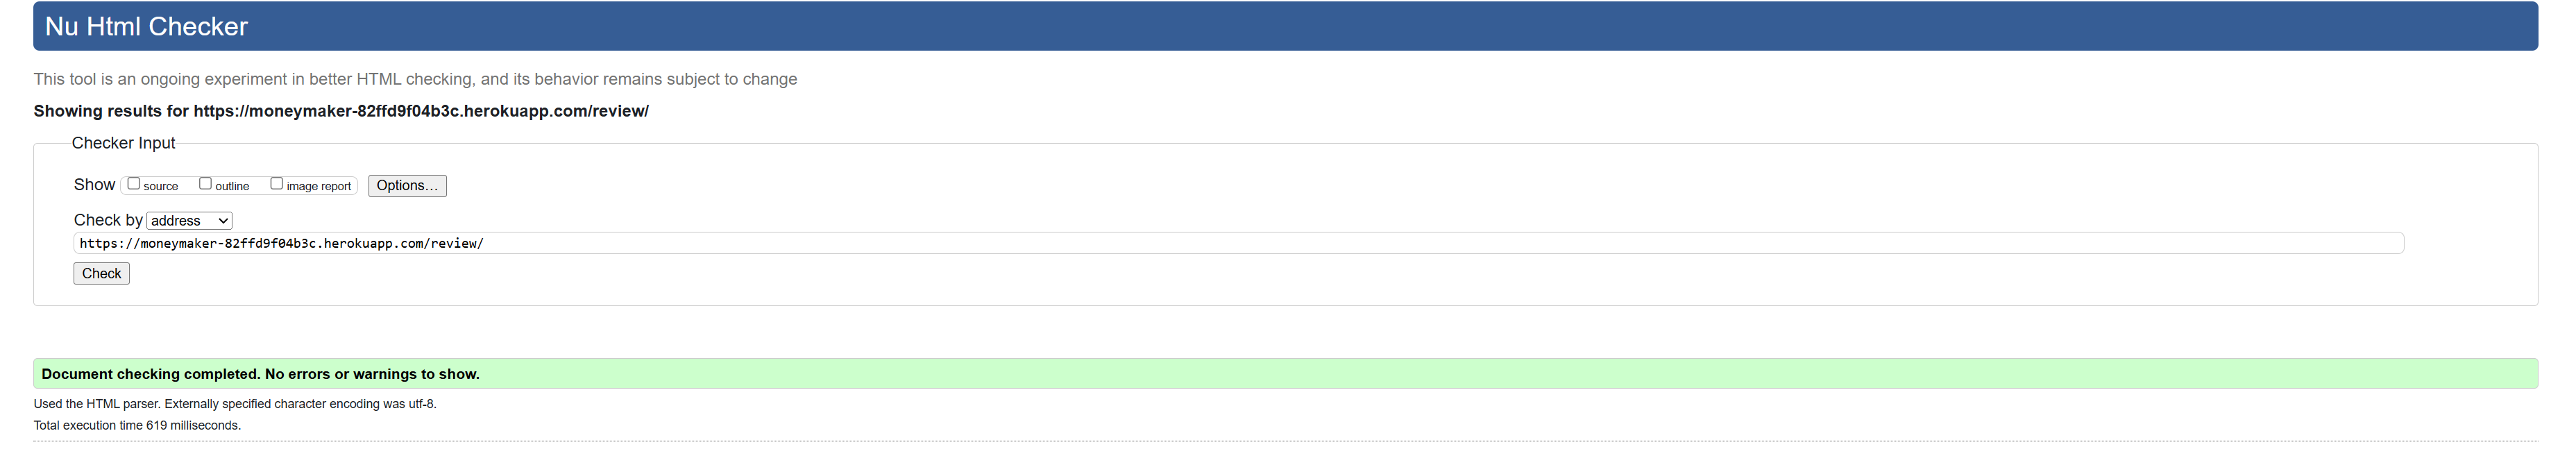 Nu Html Checker
This tool is an ongoing experiment in better HTML checking, and its behavior remains subject to change
Showing results for https://moneymaker-82ffd9f04b3c.herokuapp.com/review/
Checker Input
Show source outline image report Options...
Check by address
https://moneymaker-82ffd9f04b3c.herokuapp.com/review/
Check
Document checking completed. No errors or warnings to show.
Used the HTML parser. Externally specified character encoding was utf-8.
Total execution time 619 milliseconds.